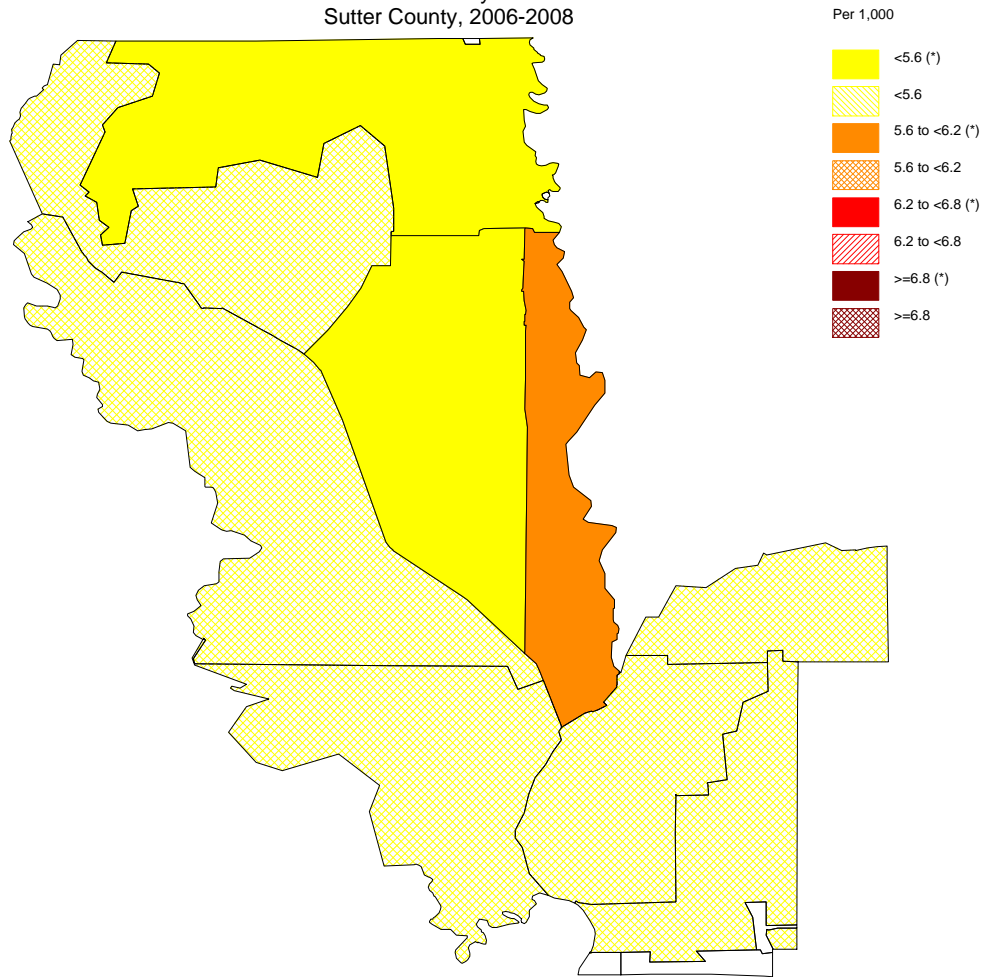 Sutter County, 2006-2008
Per 1,000
<5.6 (*)
<5.6
5.6 to <6.2 (*)
5.6 to <6.2
6.2 to <6.8 (*)
6.2 to <6.8
>=6.8 (*)
>=6.8